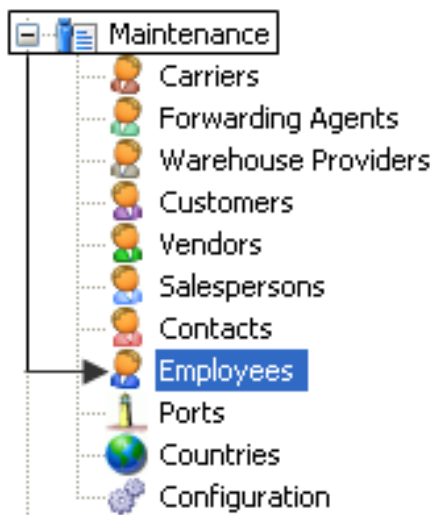 Maintenance
Carriers
Forwarding Agents
Warehouse Providers
Customers
Vendors
Salespersons
Contacts
Employees
Ports
Countries
Configuration